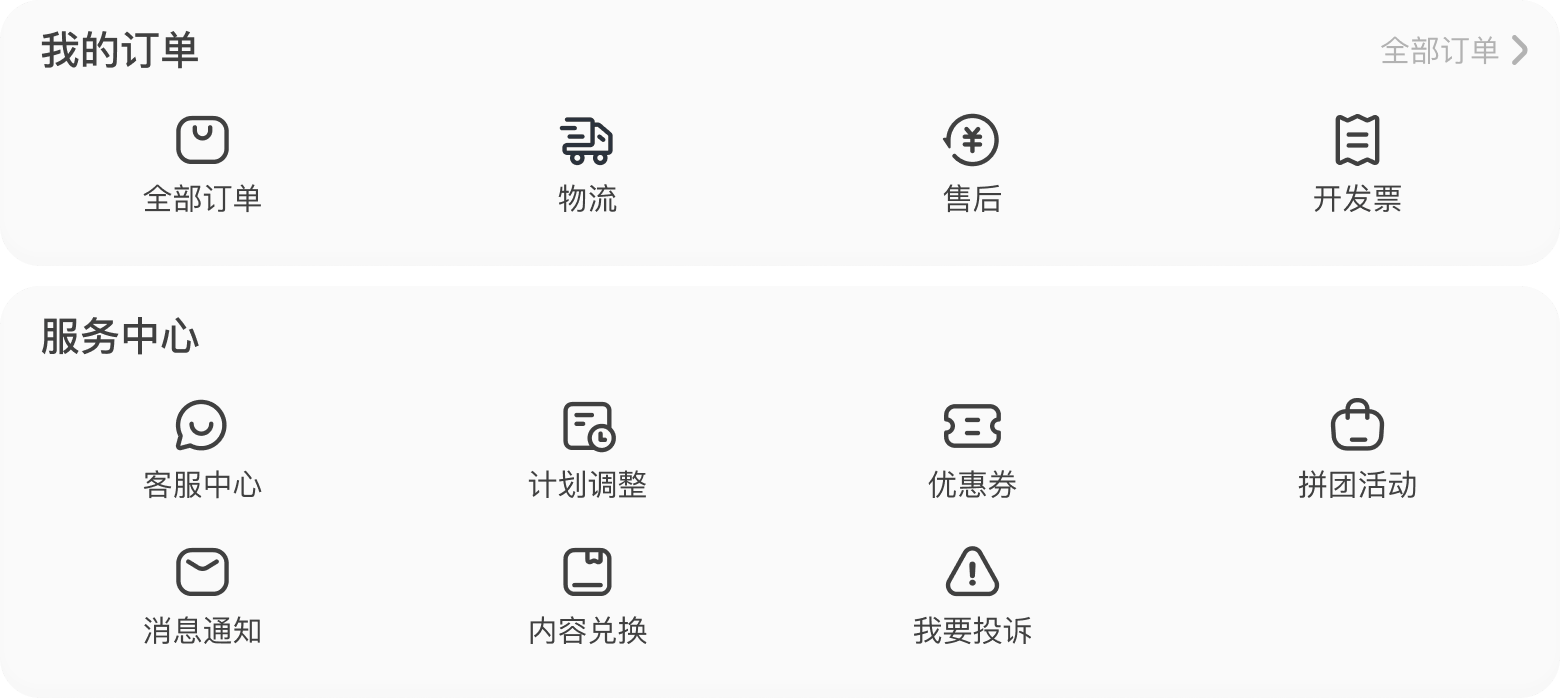 我的订单 全部订单
全部订单 物流 售后 开发票
服务中心
客服中心 计划调整 优惠券 拼团活动
消息通知 内容兑换 我要投诉